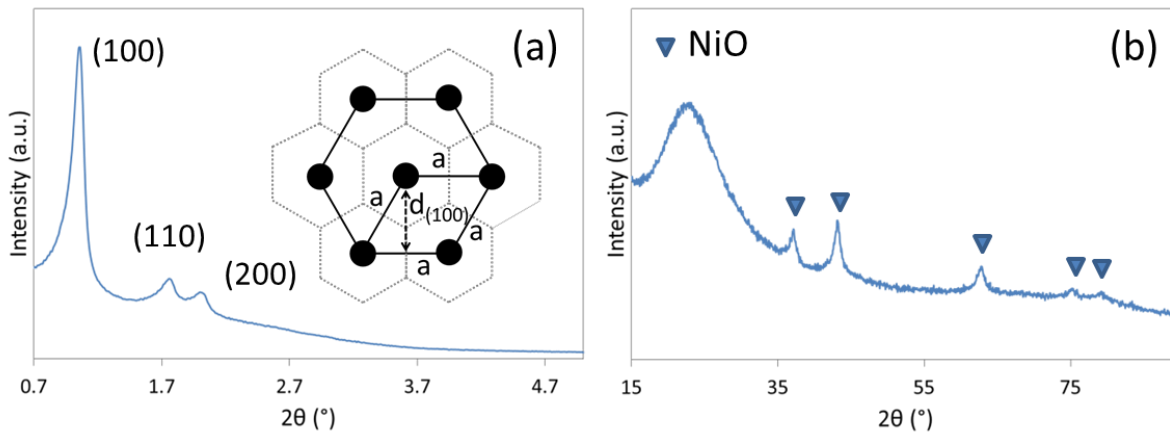 (100)
(a)
(110)
(200)
a
a
d(100)
a
a
Intensity (a.u.)
0.7 1.7 2.7 3.7 4.7
2θ (°)
NiO
(b)
Intensity (a.u.)
15 35 55 75
2θ (°)